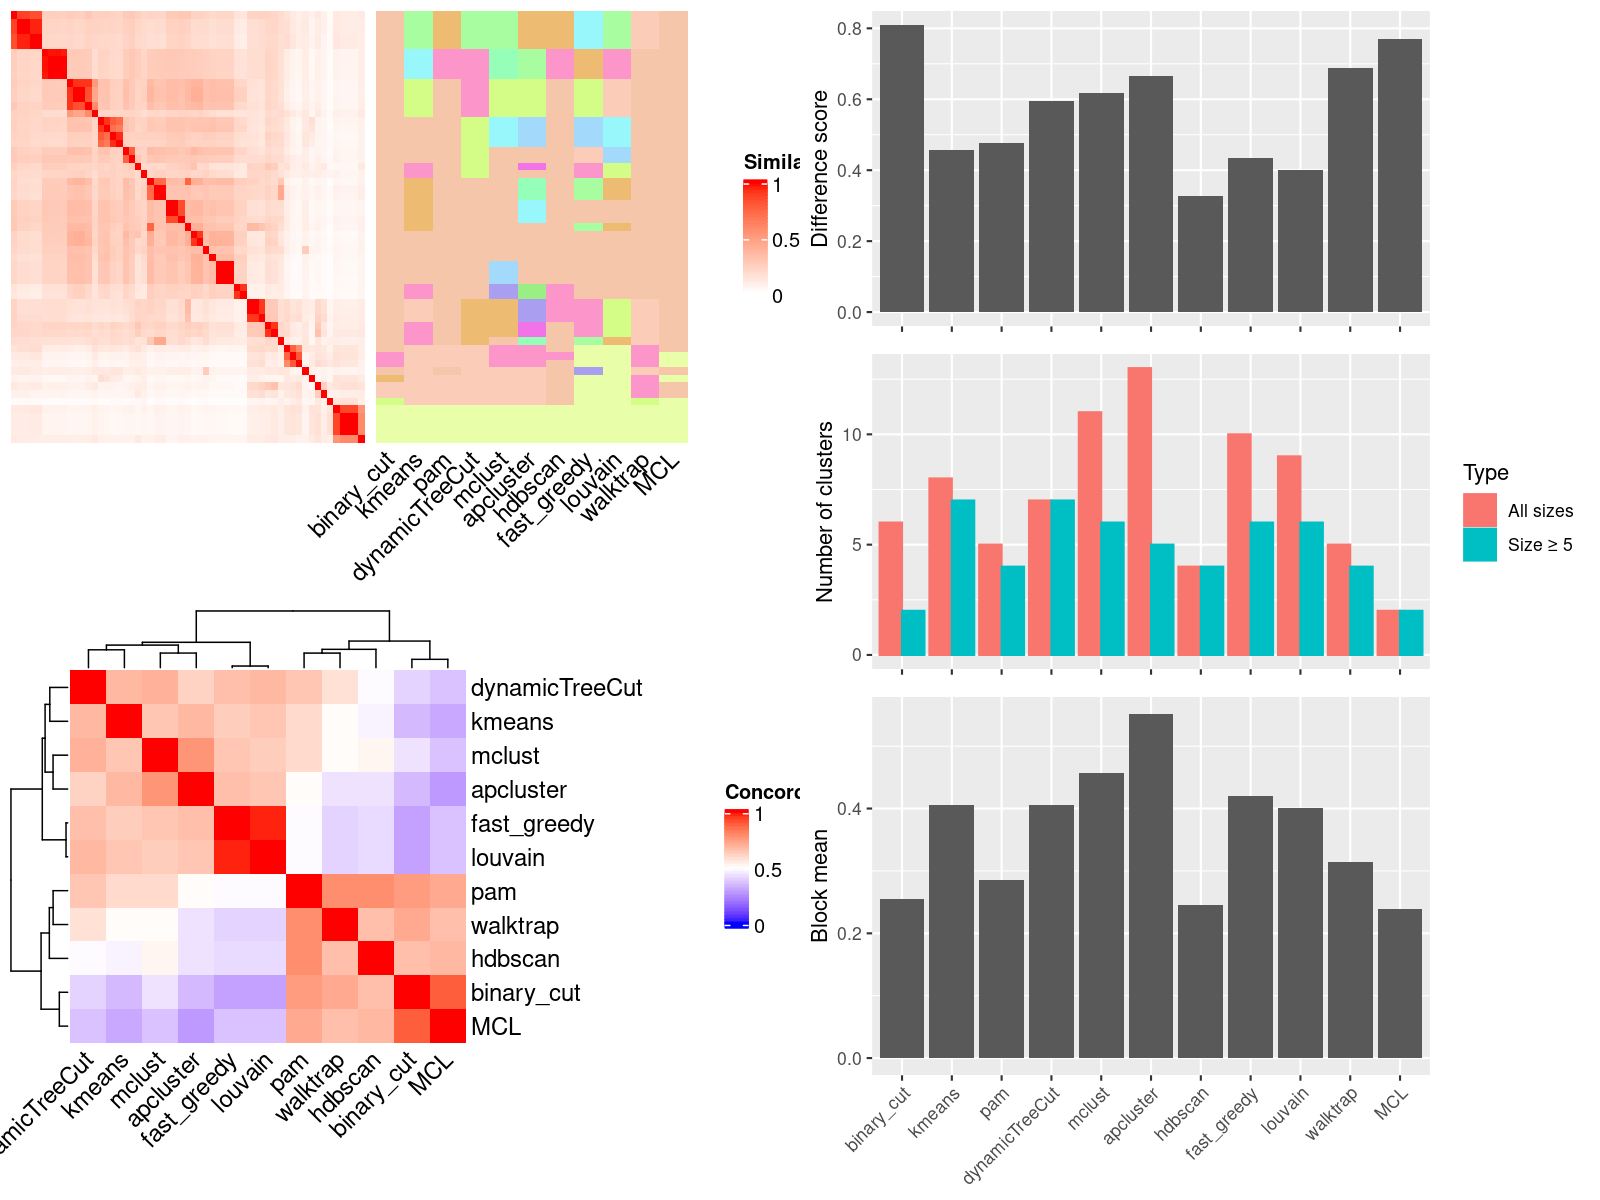 Simila
1
0.5
0
binary_cut
kmeans
pam
dynamicTreeCut
mclust
apcluster
hdbscan
fast_greedy
louvain
walktrap
MCL
dynamicTreeCut
kmeans
mclust
apcluster
fast_greedy
louvain
pam
walktrap
hdbscan
binary_cut
MCL
Concord
1
0.5
0
amicTreeCut
kmeans
mclust
apcluster
fast_greedy
louvain
pam
walktrap
hdbscan
binary_cut
MCL
Difference score
0.8
0.6
0.4
0.2
0.0
Number of clusters
10
5
0
Type
All sizes
Size ≥ 5
Block mean
0.4
0.2
0.0
binary_cut
kmeans
pam
dynamicTreeCut
mclust
apcluster
hdbscan
fast_greedy
louvain
walktrap
MCL